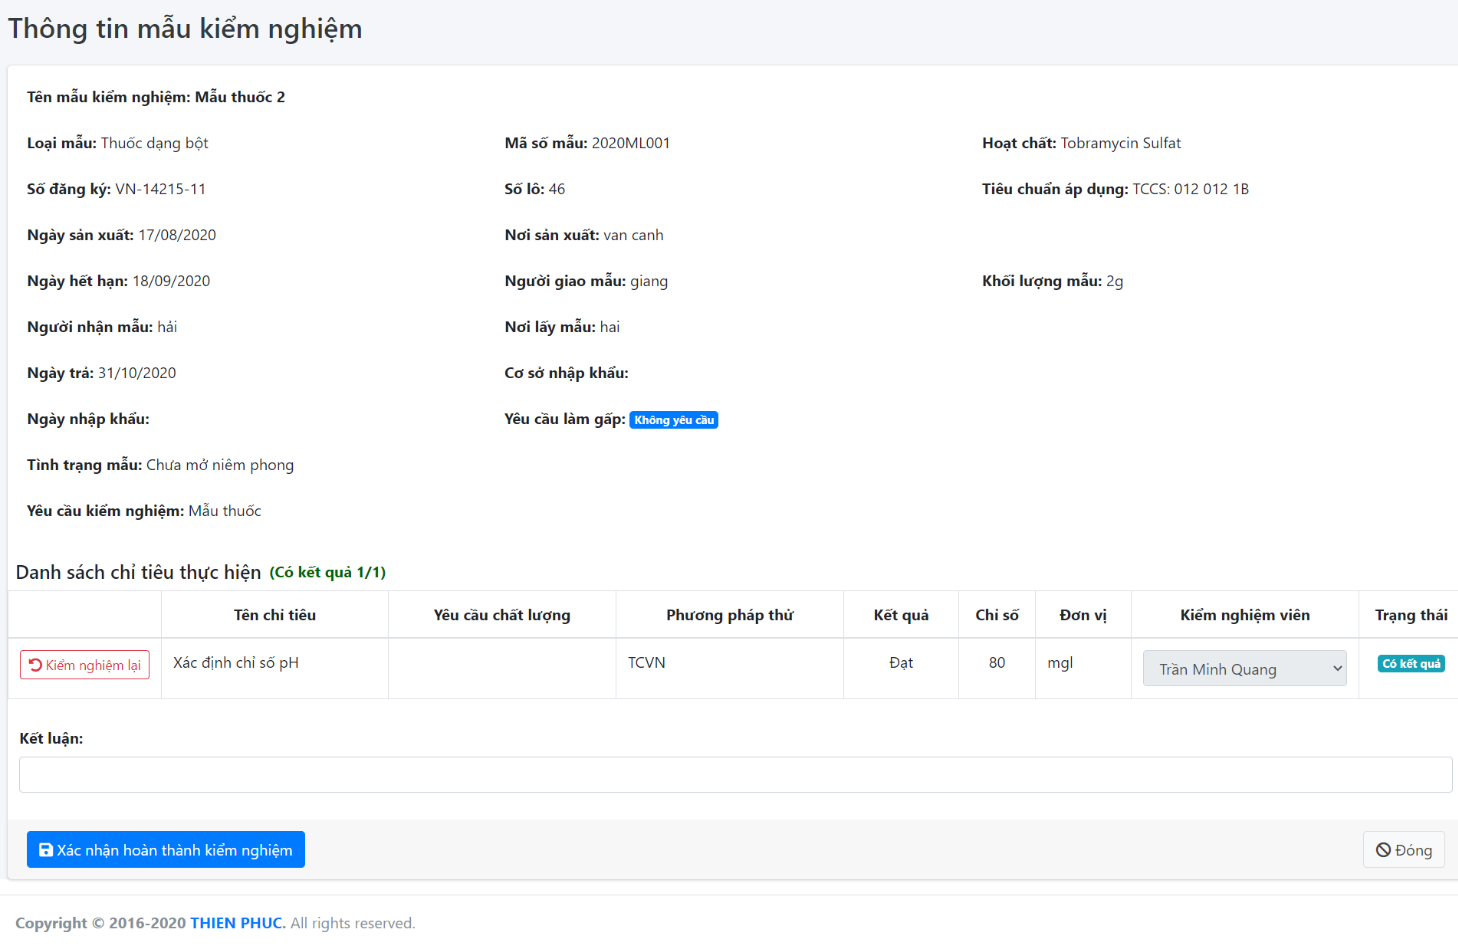 Thông tin mẫu kiểm nghiệm
Tên mẫu kiểm nghiệm: Mẫu thuốc 2
Loại mẫu: Thuốc dạng bột
Mã số mẫu: 2020ML001
Hoạt chất: Tobramycin Sulfat
Số đăng ký: VN-14215-11
Số lô: 46
Tiêu chuẩn áp dụng: TCCS: 012 012 1B
Ngày sản xuất: 17/08/2020
Nơi sản xuất: van canh
Ngày hết hạn: 18/09/2020
Người giao mẫu: giang
Khối lượng mẫu: 2g
Người nhận mẫu: hải
Nơi lấy mẫu: hai
Ngày trả: 31/10/2020
Cơ sở nhập khẩu:
Ngày nhập khẩu:
Yêu cầu làm gấp: Không yêu cầu
Tình trạng mẫu: Chưa mở niêm phong
Yêu cầu kiểm nghiệm: Mẫu thuốc
Danh sách chỉ tiêu thực hiện (Có kết quả 1/1)
Tên chỉ tiêu
Yêu cầu chất lượng
Phương pháp thử
Kết quả
Chỉ số
Đơn vị
Kiểm nghiệm viên
Trạng thái
Kiểm nghiệm lại
Xác định chỉ số pH
TCVN
Đạt
80
mgl
Trần Minh Quang
Có kết quả
Kết luận:
Xác nhận hoàn thành kiểm nghiệm
Đóng
Copyright © 2016-2020 THIEN PHUC. All rights reserved.